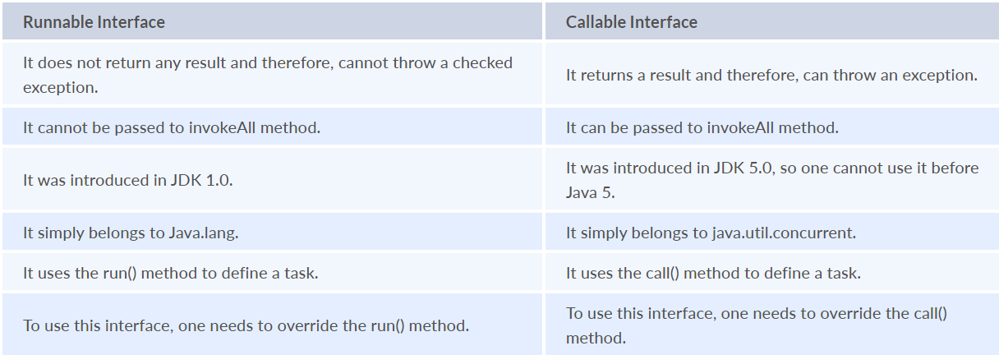 Runnable Interface
Callable Interface
It does not return any result and therefore, cannot throw a checked
exception.
It returns a result and therefore, can throw an exception.
It cannot be passed to invokeAll method.
It can be passed to invokeAll method.
It was introduced in JDK 1.0.
It was introduced in JDK 5.0, so one cannot use it before
Java 5.
It simply belongs to Java.lang.
It simply belongs to java.util.concurrent.
It uses the run() method to define a task.
It uses the call() method to define a task.
To use this interface, one needs to override the run() method.
To use this interface, one needs to override the call()
method.